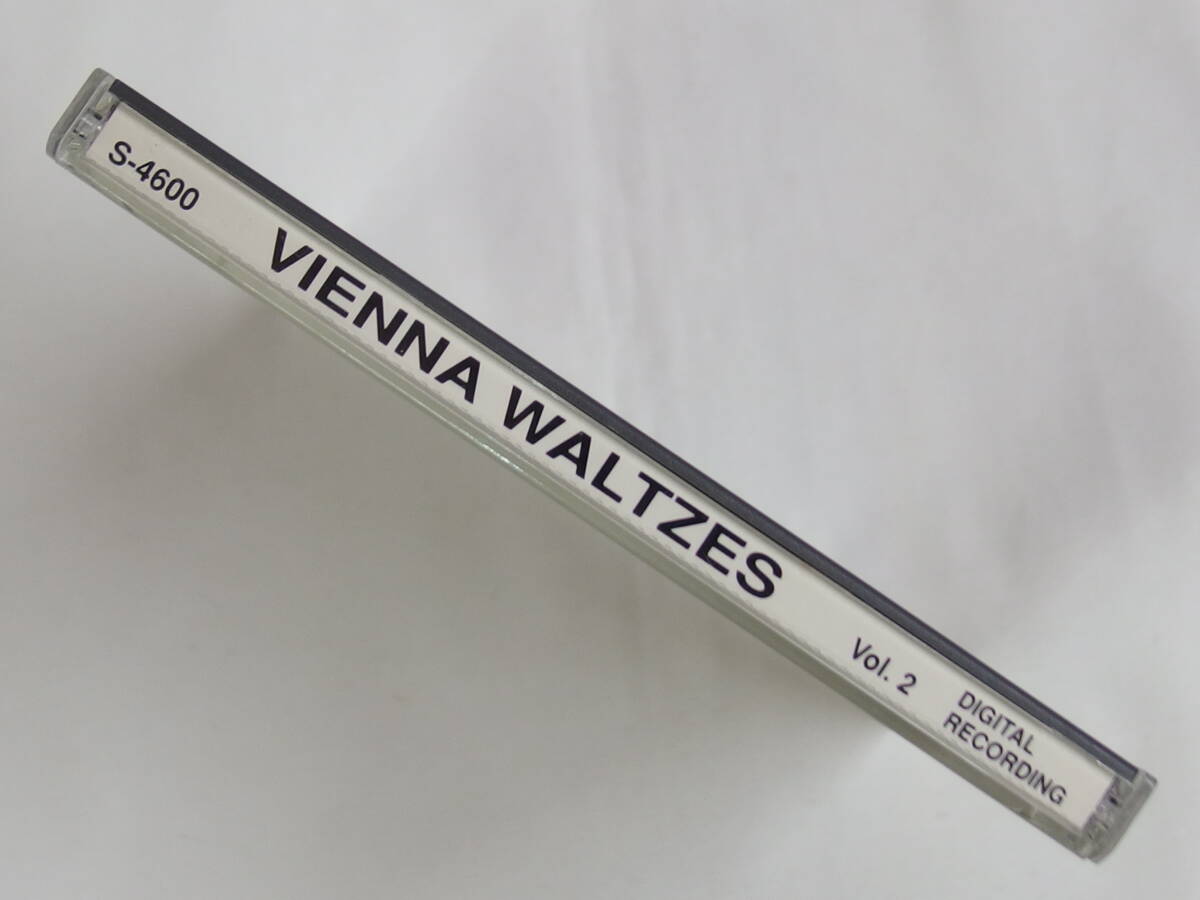 S-4600
VIENNA WALTZES
Vol. 2
DIGITAL
RECORDING